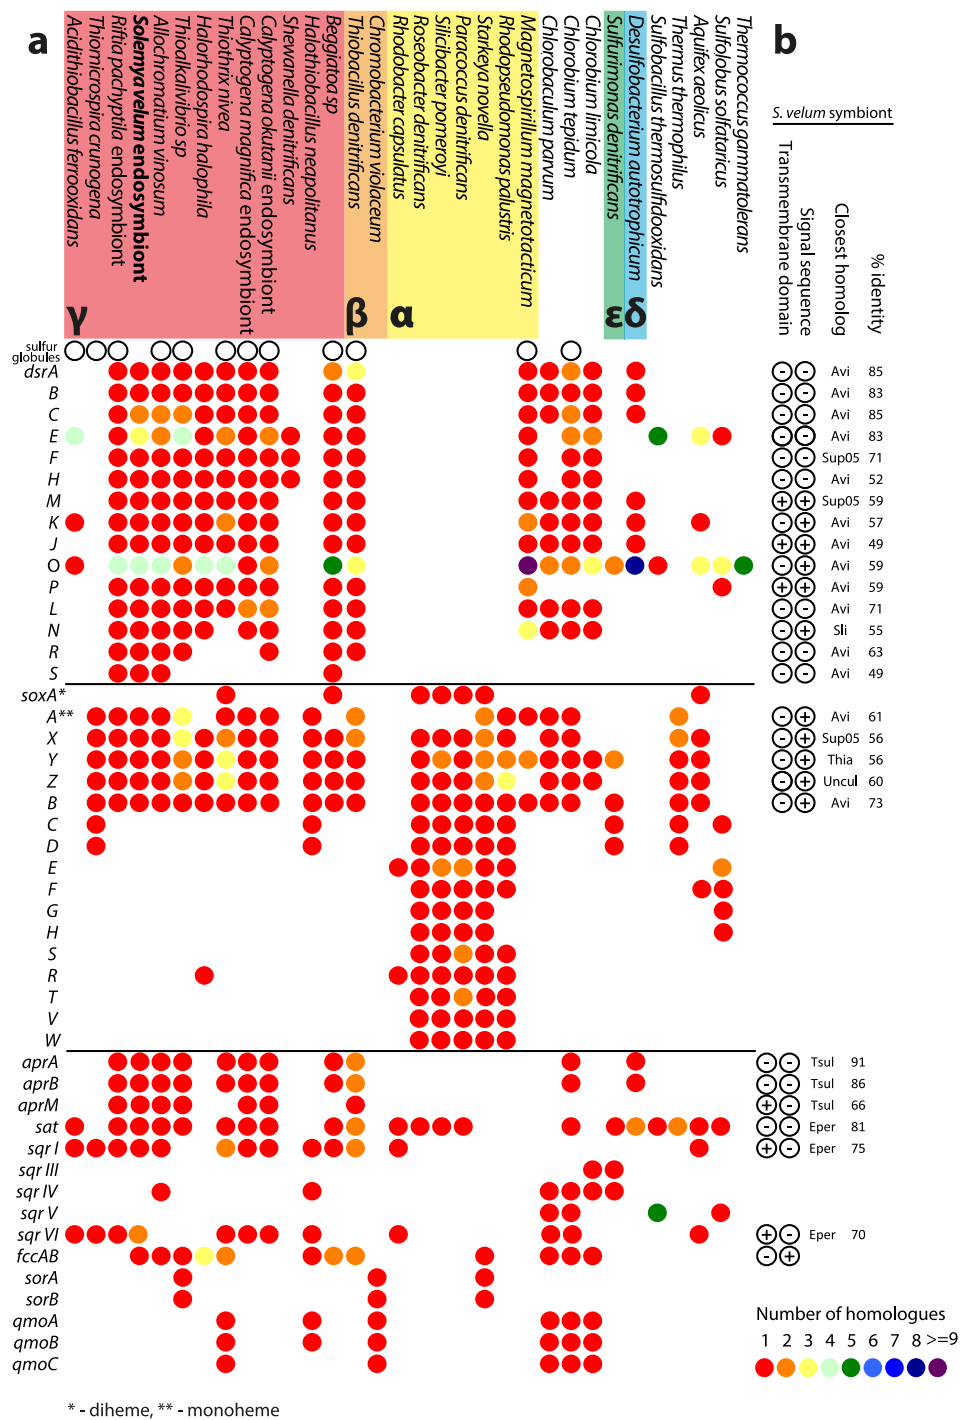 a
Acidithiobacillus ferrooxidans
Thiomicrospira crunogena
Riftia pachyptila endosymbiont
Solemya velum endosymbiont
Allochromatium vinosum
Thioalkalivibrio sp
Halorhodospira halophila
Thiothrix nivea
Calyptogena magnifica endosymbiont
Calyptogena okutanii endosymbiont
Shewanella denitrificans
Halothiobacillus neapolitanus
Beggiatoa sp
Thiobacillus denitrificans
Chromobacterium violaceum
Rhodobacter capsulatus
Roseobacter denitrificans
Silicibacter pomeroyi
Paracoccus denitrificans
Starkeya novella
Rhodopseudomonas palustris
Magnetospirillum magnetotacticum
Chlorobaculum parvum
Chlorobium tepidum
Chlorobium limicola
Sulfurimonas denitrificans
Desulfobacterium autotrophicum
Sulfobacillus thermosulfidooxidans
Thermus thermophilus
Aquifex aeolicus
Sulfolobus solfataricus
Thermococcus gammatolerans
γ
β
α
ε
δ
b
S. velum symbiont
Transmembrane domain
Signal sequence
Closest homolog
% identity
sulfur
globules
dsrA - - Avi 85
B - - Avi 83
C - - Avi 85
E - - Avi 83
F - - Sup05 71
H - - Avi 52
M + + Sup05 59
K - + Avi 57
J + + Avi 49
O - + Avi 59
P + + Avi 59
L - - Avi 71
N - + Sli 55
R - - Avi 63
S - - Avi 49
soxA*
A** - + Avi 61
X - + Sup05 56
Y - + Thia 56
Z - + Uncul 60
B - + Avi 73
C
D
E
F
G
H
S
R
T
V
W
aprA - - Tsul 91
aprB - - Tsul 86
aprM + - Tsul 66
sat - - Eper 81
sqr I + - Eper 75
sqr III
sqr IV
sqr V
sqr VI + - Eper 70
fccAB - +
sorA
sorB
qmoA
qmoB
qmoC
Number of homologues
1 2 3 4 5 6 7 8 >=9
* - diheme, ** - monoheme